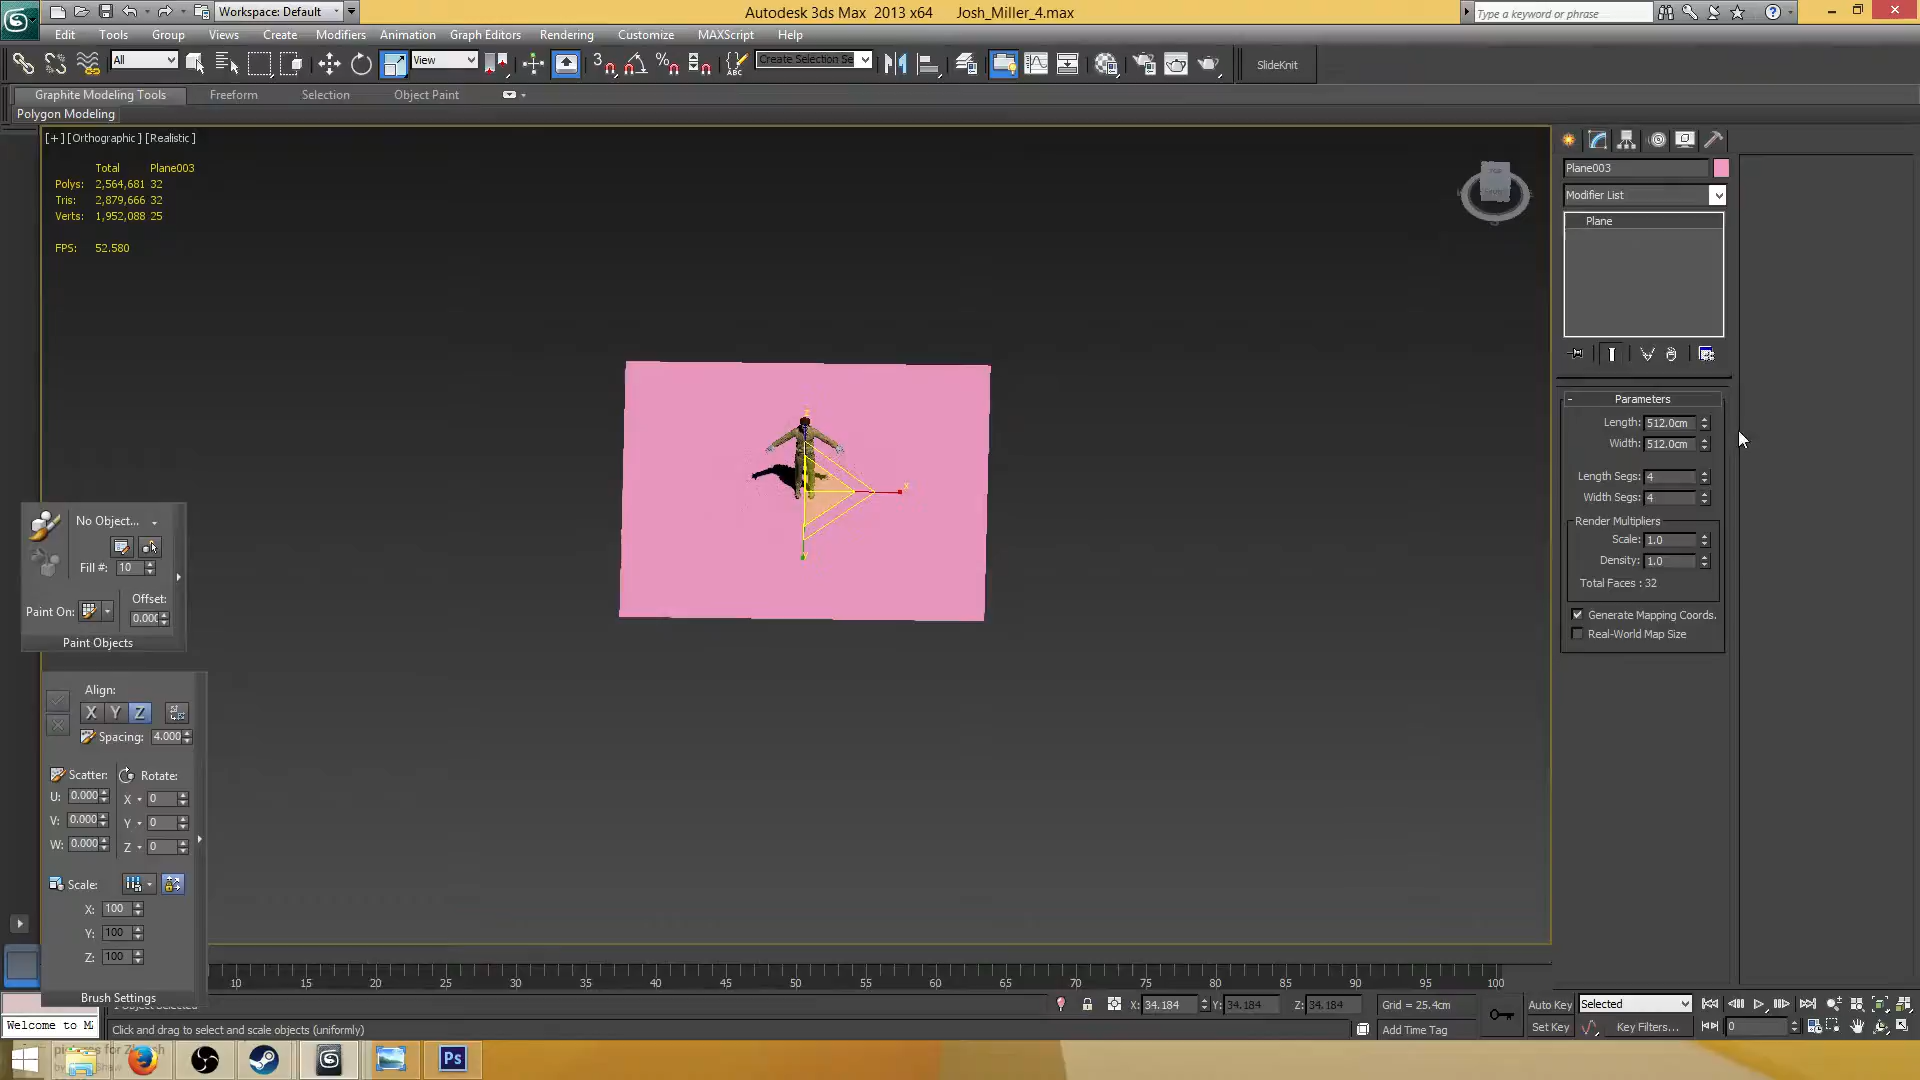 Workspace: Default
Autodesk 3ds Max 2013 x64 Josh_Miller_4.max
Type a keyword or phrase
Edit Tools Group Views Create Modifiers Animation Graph Editors Rendering Customize MAXScript Help
All View 3 Create Selection Se SlideKnit
Graphite Modeling Tools Freeform Selection Object Paint
Polygon Modeling
[+][Orthographic][Realistic]
Total Plane003
Polys: 2,564,681 32
Tris: 2,879,666 32
Verts: 1,952,088 25
FPS: 52.580
Plane003
Modifier List
Plane
Parameters
Length: 512.0cm
Width: 512.0cm
Length Segs: 4
Width Segs: 4
Render Multipliers
Scale: 1.0
Density: 1.0
Total Faces : 32
Generate Mapping Coords.
Real-World Map Size
No Object...
Fill #: 10
Paint On: Offset:
0.000
Paint Objects
Align:
X Y Z
Spacing: 4.000
Scatter: Rotate:
U: 0.000 X 0
V: 0.000 Y 0
W: 0.000 Z 0
Scale:
X: 100
Y: 100
Z: 100
Brush Settings
10 15 20 25 30 35 40 45 50 55 60 65 70 75 80 85 90 95 100
1 Object Selected X: 34.184 Y: 34.184 Z: 34.184 Grid = 25.4cm Auto Key Selected
Welcome to M Click and drag to select and scale objects (uniformly) Add Time Tag Set Key Key Filters... 0
Ps